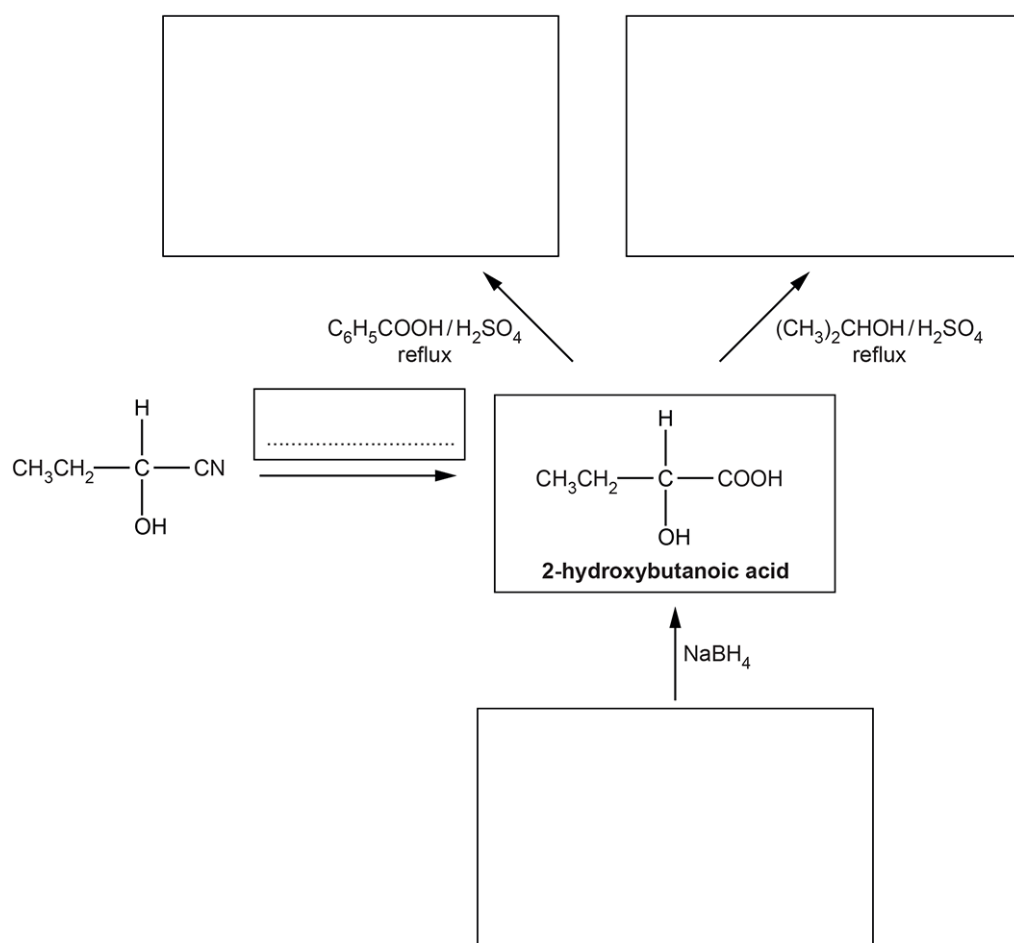 C₆H₅COOH/H₂SO₄
reflux
(CH₃)₂CHOH/H₂SO₄
reflux
H
CH₃CH₂—C—CN
OH
..............................
H
CH₃CH₂—C—COOH
OH
2-hydroxybutanoic acid
NaBH₄